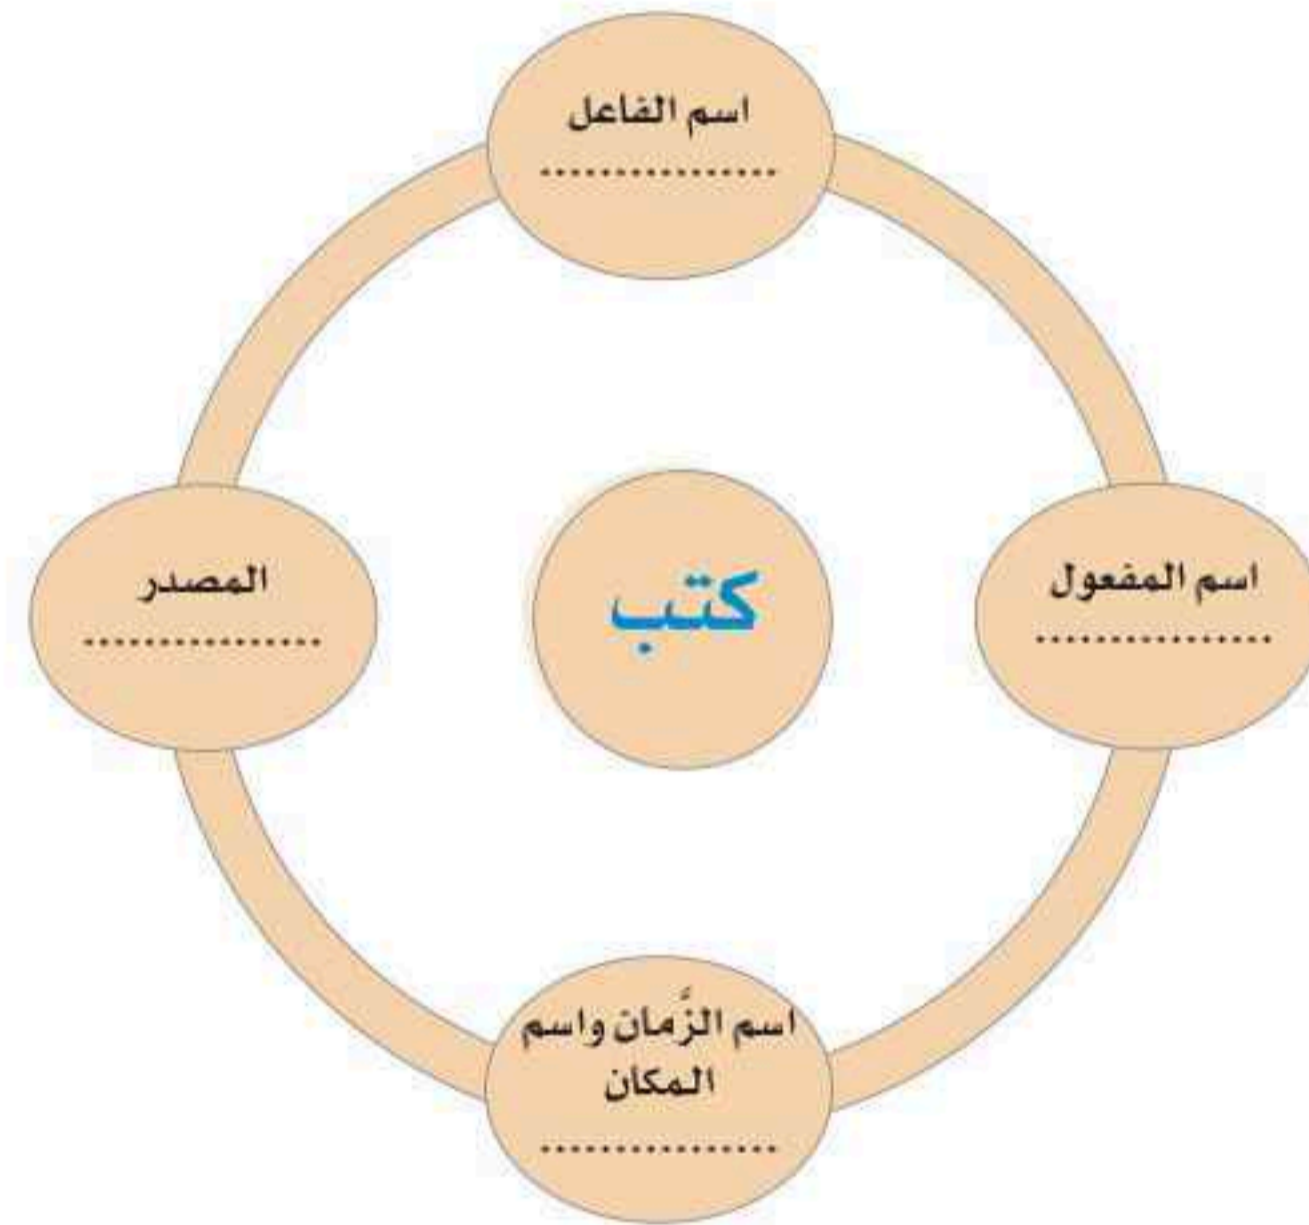 اسم الفاعل
................
اسم المفعول
................
كتب
المصدر
................
اسم الزَّمان واسم
المكان
................